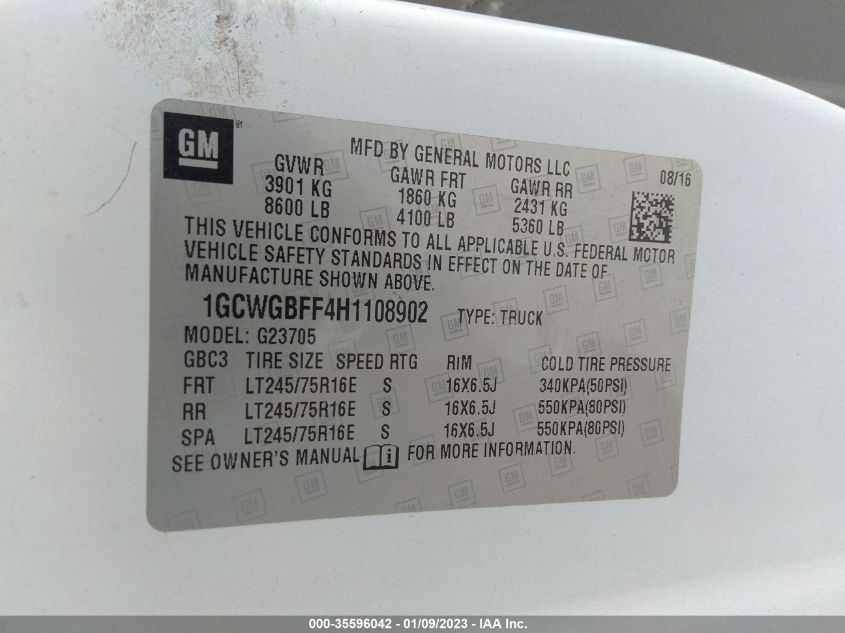 GM®
MFD BY GENERAL MOTORS LLC
08/16
GVWR GAWR FRT GAWR RR
3901 KG 1860 KG 2431 KG
8600 LB 4100 LB 5360 LB
THIS VEHICLE CONFORMS TO ALL APPLICABLE U.S. FEDERAL MOTOR
VEHICLE SAFETY STANDARDS IN EFFECT ON THE DATE OF
MANUFACTURE SHOWN ABOVE.
1GCWGBFF4H1108902 TYPE: TRUCK
MODEL: G23705
GBC3 TIRE SIZE SPEED RTG RIM COLD TIRE PRESSURE
FRT LT245/75R16E S 16X6.5J 340KPA(50PSI)
RR LT245/75R16E S 16X6.5J 550KPA(80PSI)
SPA LT245/75R16E S 16X6.5J 550KPA(80PSI)
SEE OWNER'S MANUAL FOR MORE INFORMATION.
000-35596042 - 01/09/2023 - IAA Inc.